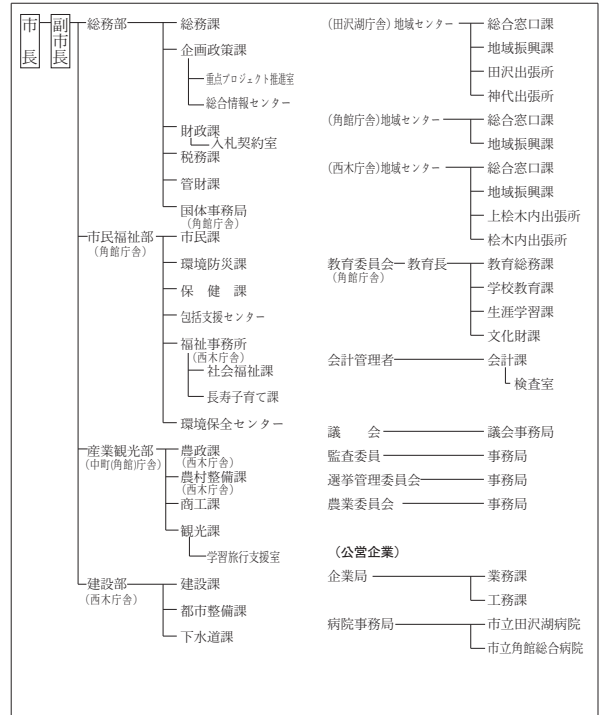 市長
副市長
総務部
総務課
企画政策課
重点プロジェクト推進室
総合情報センター
財政課
入札契約室
税務課
管財課
国体事務局
(角館庁舎)
市民福祉部
(角館庁舎)
市民課
環境防災課
保　健　課
包括支援センター
福祉事務所
(西木庁舎)
社会福祉課
長寿子育て課
環境保全センター
産業観光部
(中町(角館)庁舎)
農政課
(西木庁舎)
農村整備課
(西木庁舎)
商工課
観光課
学習旅行支援室
建設部
(西木庁舎)
建設課
都市整備課
下水道課
(田沢湖庁舎)地域センター
総合窓口課
地域振興課
田沢出張所
神代出張所
(角館庁舎)地域センター
総合窓口課
地域振興課
(西木庁舎)地域センター
総合窓口課
地域振興課
上桧木内出張所
桧木内出張所
教育委員会
(角館庁舎)
教育長
教育総務課
学校教育課
生涯学習課
文化財課
会計管理者
会計課
検査室
議　会
議会事務局
監査委員
事務局
選挙管理委員会
事務局
農業委員会
事務局
（公営企業）
企業局
業務課
工務課
病院事務局
市立田沢湖病院
市立角館総合病院